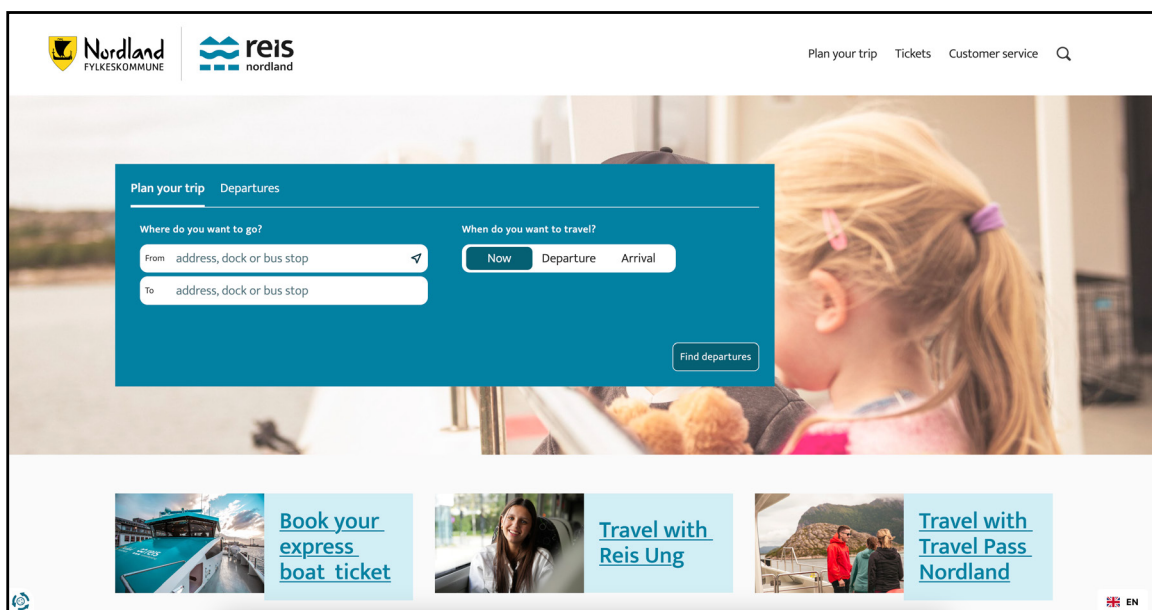 Nordland
FYLKESKOMMUNE
reis
nordland
Plan your trip Tickets Customer service
Plan your trip Departures
Where do you want to go?
From address, dock or bus stop
To address, dock or bus stop
When do you want to travel?
Now Departure Arrival
Find departures
reis
Book your
express
boat ticket
Travel with
Reis Ung
Travel with
Travel Pass
Nordland
EN